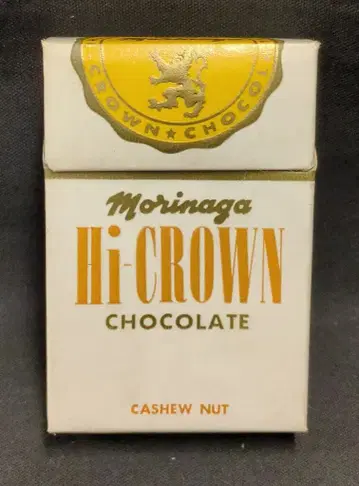 CROWN ★ CHOCOL
Morinaga
Hi-CROWN
CHOCOLATE
CASHEW NUT